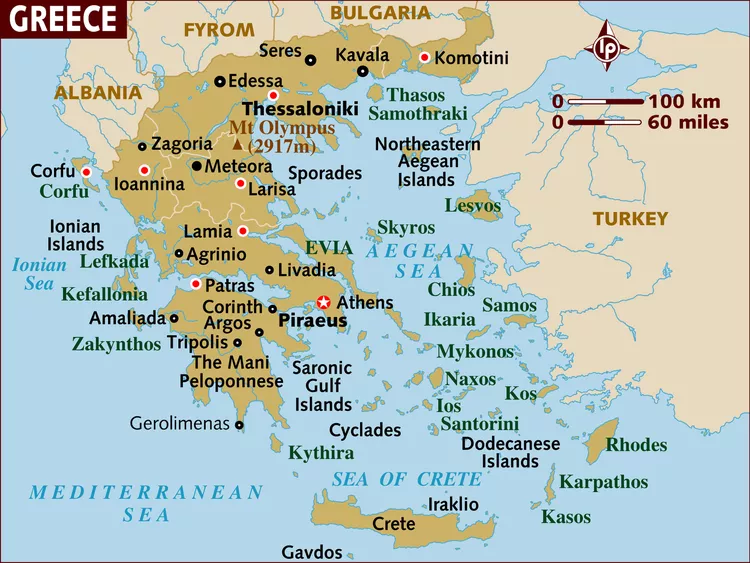 GREECE
BULGARIA
FYROM
ALBANIA
TURKEY
lp
0 100 km
0 60 miles
Seres
Kavala
Komotini
Edessa
Thessaloniki
Thasos
Samothraki
Mt Olympus
(2917m)
Zagoria
Meteora
Northeastern
Aegean
Islands
Corfu
Corfu
Ioannina
Larisa
Sporades
Lesvos
Ionian
Islands
Lamia
Skyros
Agrinio
EVIA
AEGEAN
SEA
Ionian
Sea
Lefkada
Livadia
Chios
Kefallonia
Patras
Athens
Samos
Corinth
Amaliada
Argos
Piraeus
Ikaria
Zakynthos
Tripolis
Mykonos
The Mani
Peloponnese
Saronic
Gulf
Islands
Naxos
Kos
Ios
Gerolimenas
Cyclades
Santorini
Dodecanese
Islands
Rhodes
Kythira
SEA OF CRETE
Karpathos
MEDITERRANEAN
SEA
Iraklio
Crete
Kasos
Gavdos